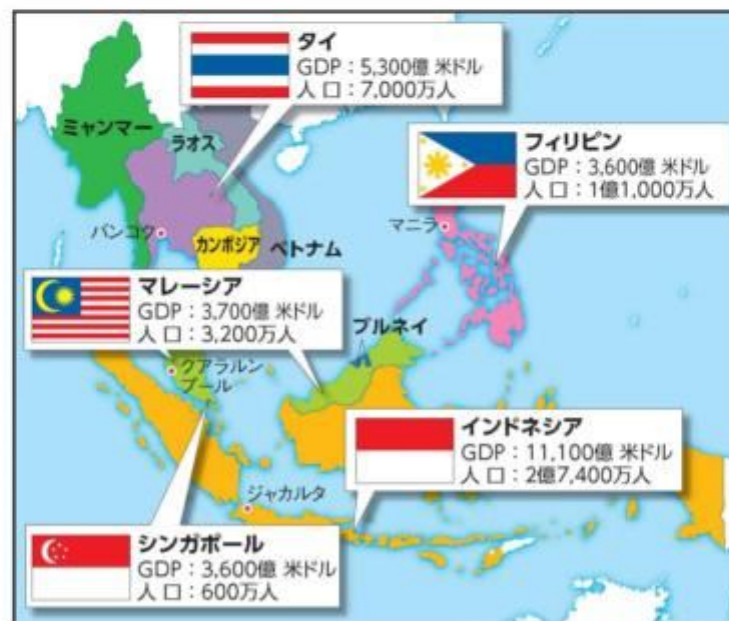 タイ
GDP：5,300億 米ドル
人 口：7,000万人
ミャンマー
ラオス
フィリピン
GDP：3,600億 米ドル
人 口：1億1,000万人
マニラ
バンコク
カンボジア
ベトナム
マレーシア
GDP：3,700億 米ドル
人 口：3,200万人
ブルネイ
クアラルン
プール
インドネシア
GDP：11,100億 米ドル
人 口：2億7,400万人
ジャカルタ
シンガポール
GDP：3,600億 米ドル
人 口：600万人